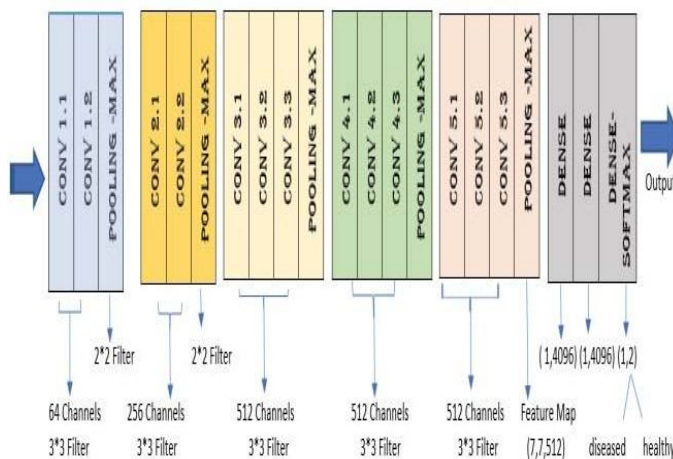 CONV 1.1
CONV 1.2
POOLING -MAX
CONV 2.1
CONV 2.2
POOLING -MAX
CONV 3.1
CONV 3.2
CONV 3.3
POOLING -MAX
CONV 4.1
CONV 4.2
CONV 4.3
POOLING -MAX
CONV 5.1
CONV 5.2
CONV 5.3
POOLING -MAX
DENSE
DENSE
DENSE-
SOFTMAX
Output
2*2 Filter
2*2 Filter
(1,4096) (1,4096) (1,2)
64 Channels
3*3 Filter
256 Channels
3*3 Filter
512 Channels
3*3 Filter
512 Channels
3*3 Filter
512 Channels
3*3 Filter
Feature Map
(7,7,512)
diseased
healthy